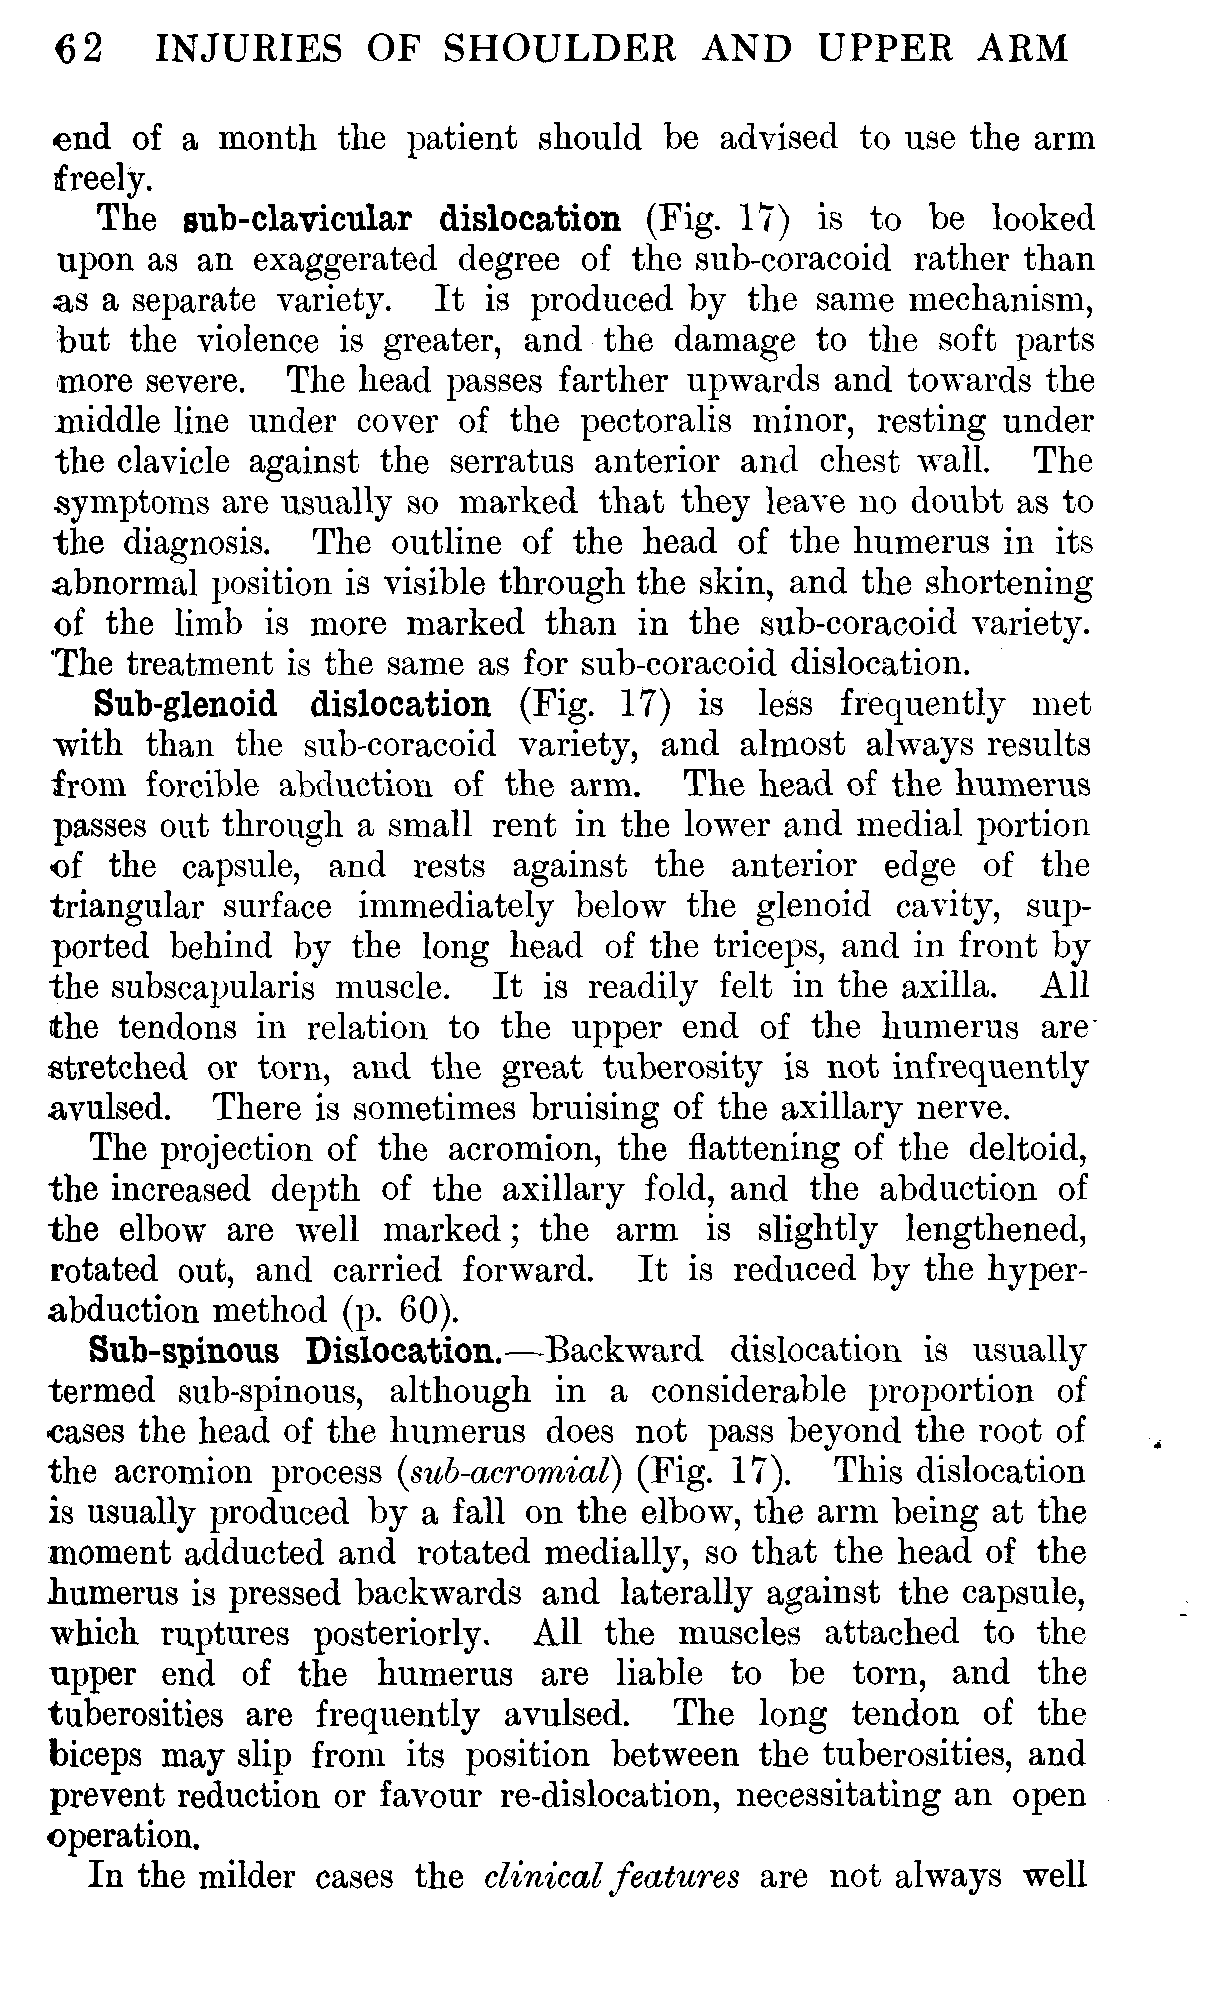 62 INJURIES OF SHOULDER AND UPPER ARM
end of a month the patient should be advised to use the arm
freely.
The sub-clavicular dislocation (Fig. 17) is to be looked
upon as an exaggerated degree of the sub-coracoid rather than
as a separate variety. It is produced by the same mechanism,
but the violence is greater, and the damage to the soft parts
more severe. The head passes farther upwards and towards the
middle line under cover of the pectoralis minor, resting under
the clavicle against the serratus anterior and chest wall. The
symptoms are usually so marked that they leave no doubt as to
the diagnosis. The outline of the head of the humerus in its
abnormal position is visible through the skin, and the shortening
of the limb is more marked than in the sub-coracoid variety.
The treatment is the same as for sub-coracoid dislocation.
Sub-glenoid dislocation (Fig. 17) is less frequently met
with than the sub-coracoid variety, and almost always results
from forcible abduction of the arm. The head of the humerus
passes out through a small rent in the lower and medial portion
of the capsule, and rests against the anterior edge of the
triangular surface immediately below the glenoid cavity, sup-
ported behind by the long head of the triceps, and in front by
the subscapularis muscle. It is readily felt in the axilla. All
the tendons in relation to the upper end of the humerus are
stretched or torn, and the great tuberosity is not infrequently
avulsed. There is sometimes bruising of the axillary nerve.
The projection of the acromion, the flattening of the deltoid,
the increased depth of the axillary fold, and the abduction of
the elbow are well marked; the arm is slightly lengthened,
rotated out, and carried forward. It is reduced by the hyper-
abduction method (p. 60).
Sub-spinous Dislocation.—Backward dislocation is usually
termed sub-spinous, although in a considerable proportion of
cases the head of the humerus does not pass beyond the root of
the acromion process (sub-acromial) (Fig. 17). This dislocation
is usually produced by a fall on the elbow, the arm being at the
moment adducted and rotated medially, so that the head of the
humerus is pressed backwards and laterally against the capsule,
which ruptures posteriorly. All the muscles attached to the
upper end of the humerus are liable to be torn, and the
tuberosities are frequently avulsed. The long tendon of the
biceps may slip from its position between the tuberosities, and
prevent reduction or favour re-dislocation, necessitating an open
operation.
In the milder cases the clinical features are not always well